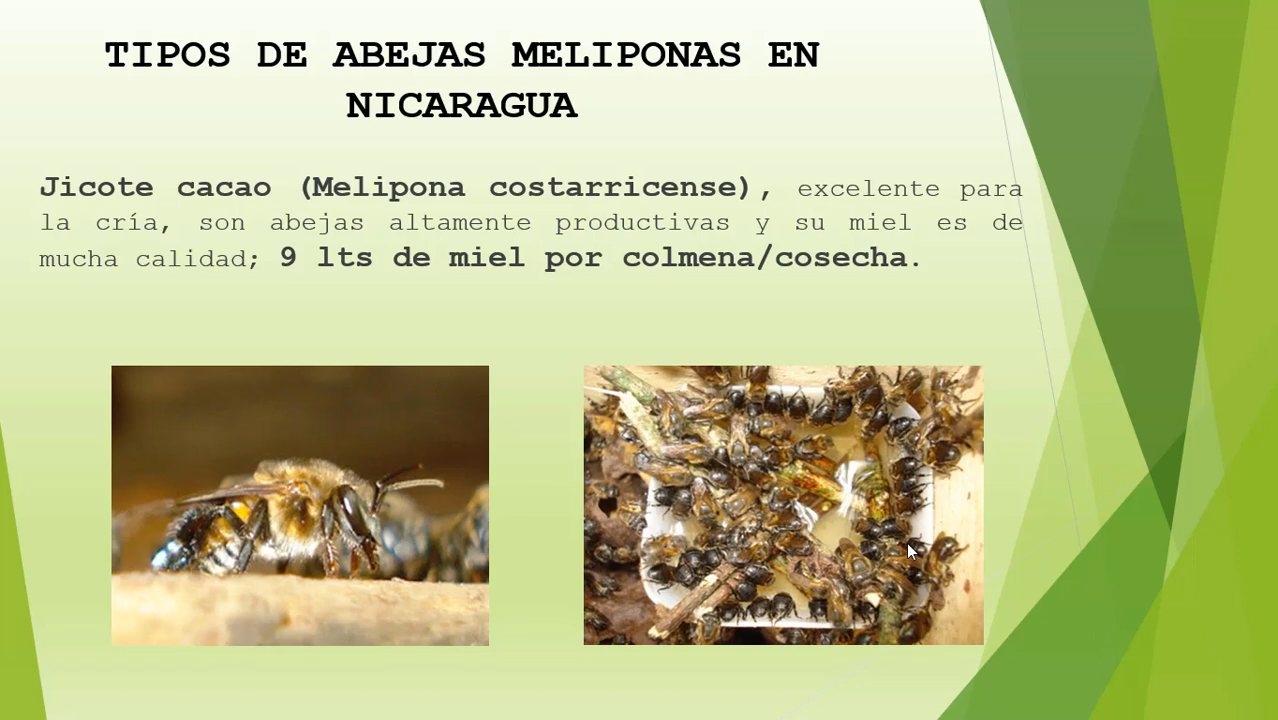 TIPOS DE ABEJAS MELIPONAS EN
NICARAGUA
Jicote cacao (Melipona costarricense), excelente para
la cría, son abejas altamente productivas y su miel es de
mucha calidad; 9 lts de miel por colmena/cosecha.